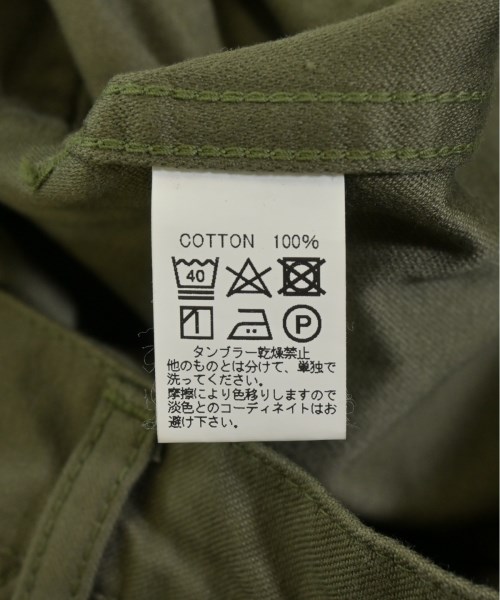 COTTON 100%
40
P
タンブラー乾燥禁止
他のものとは分けて、単独で
洗ってください。
摩擦により色移りしますので
淡色とのコーディネイトはお
避け下さい。